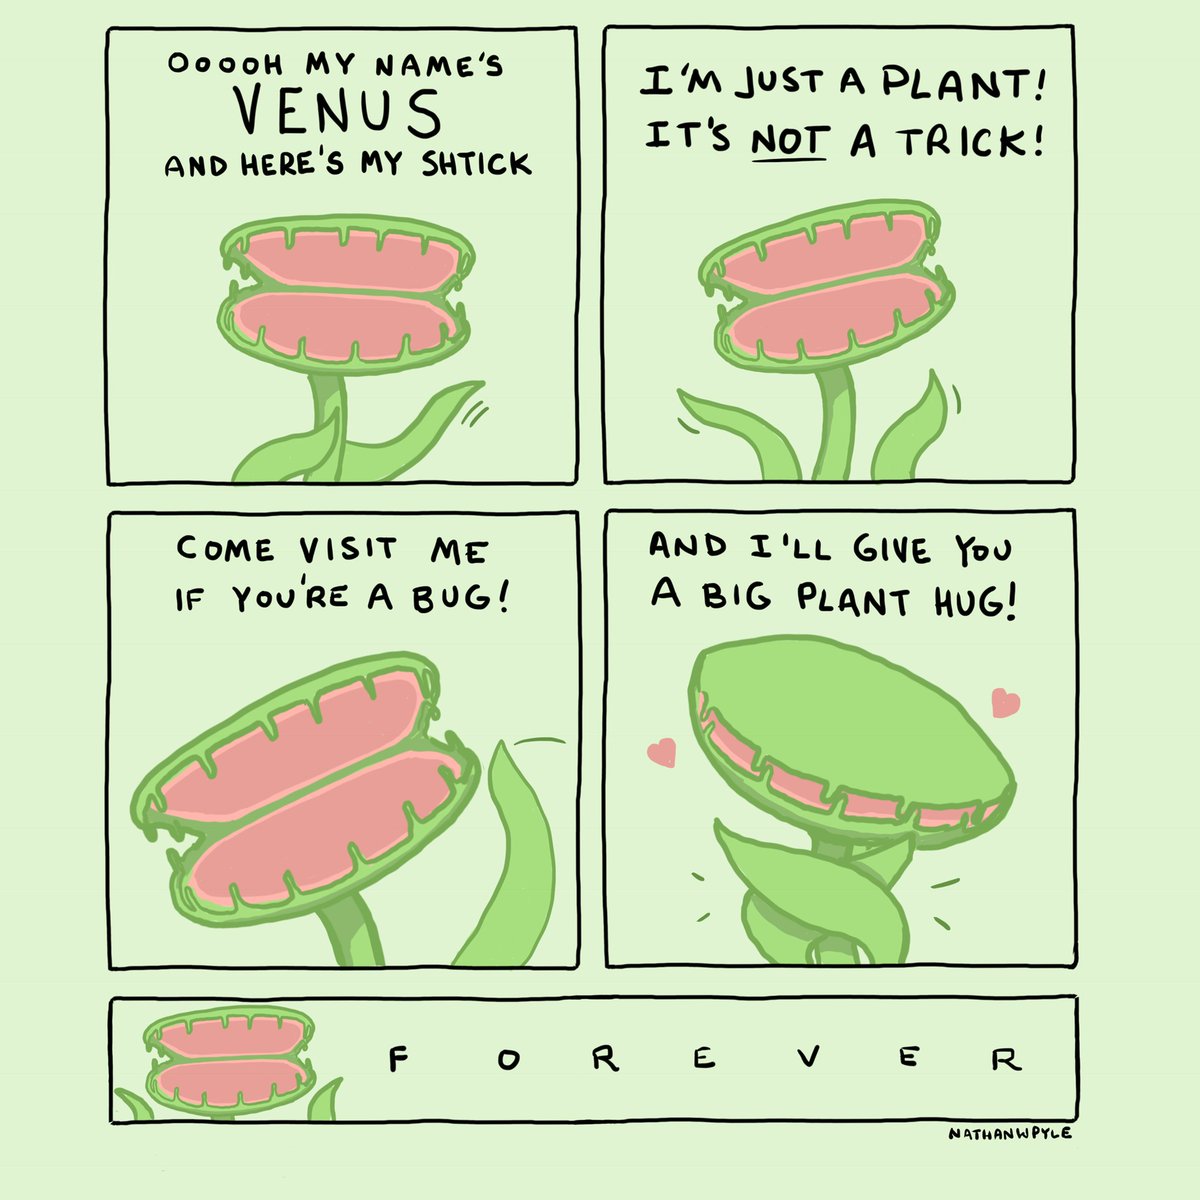 OOOOH MY NAME'S
VENUS
AND HERE'S MY SHTICK
I'M JUST A PLANT!
IT'S NOT A TRICK!
COME VISIT ME
IF YOU'RE A BUG!
AND I'LL GIVE YOU
A BIG PLANT HUG!
F O R E V E R
NATHANWPYLE